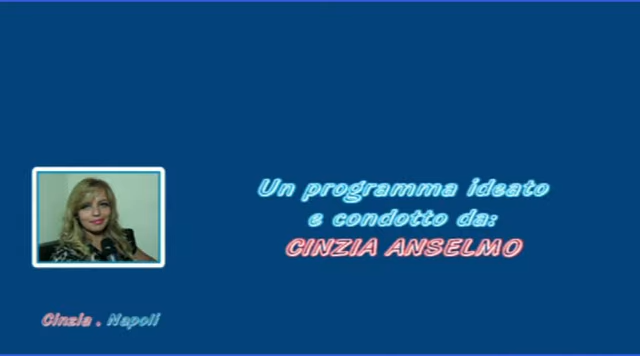 Un programma ideato
e condotto da:
CINZIA ANSELMO
Cinzia . Napoli